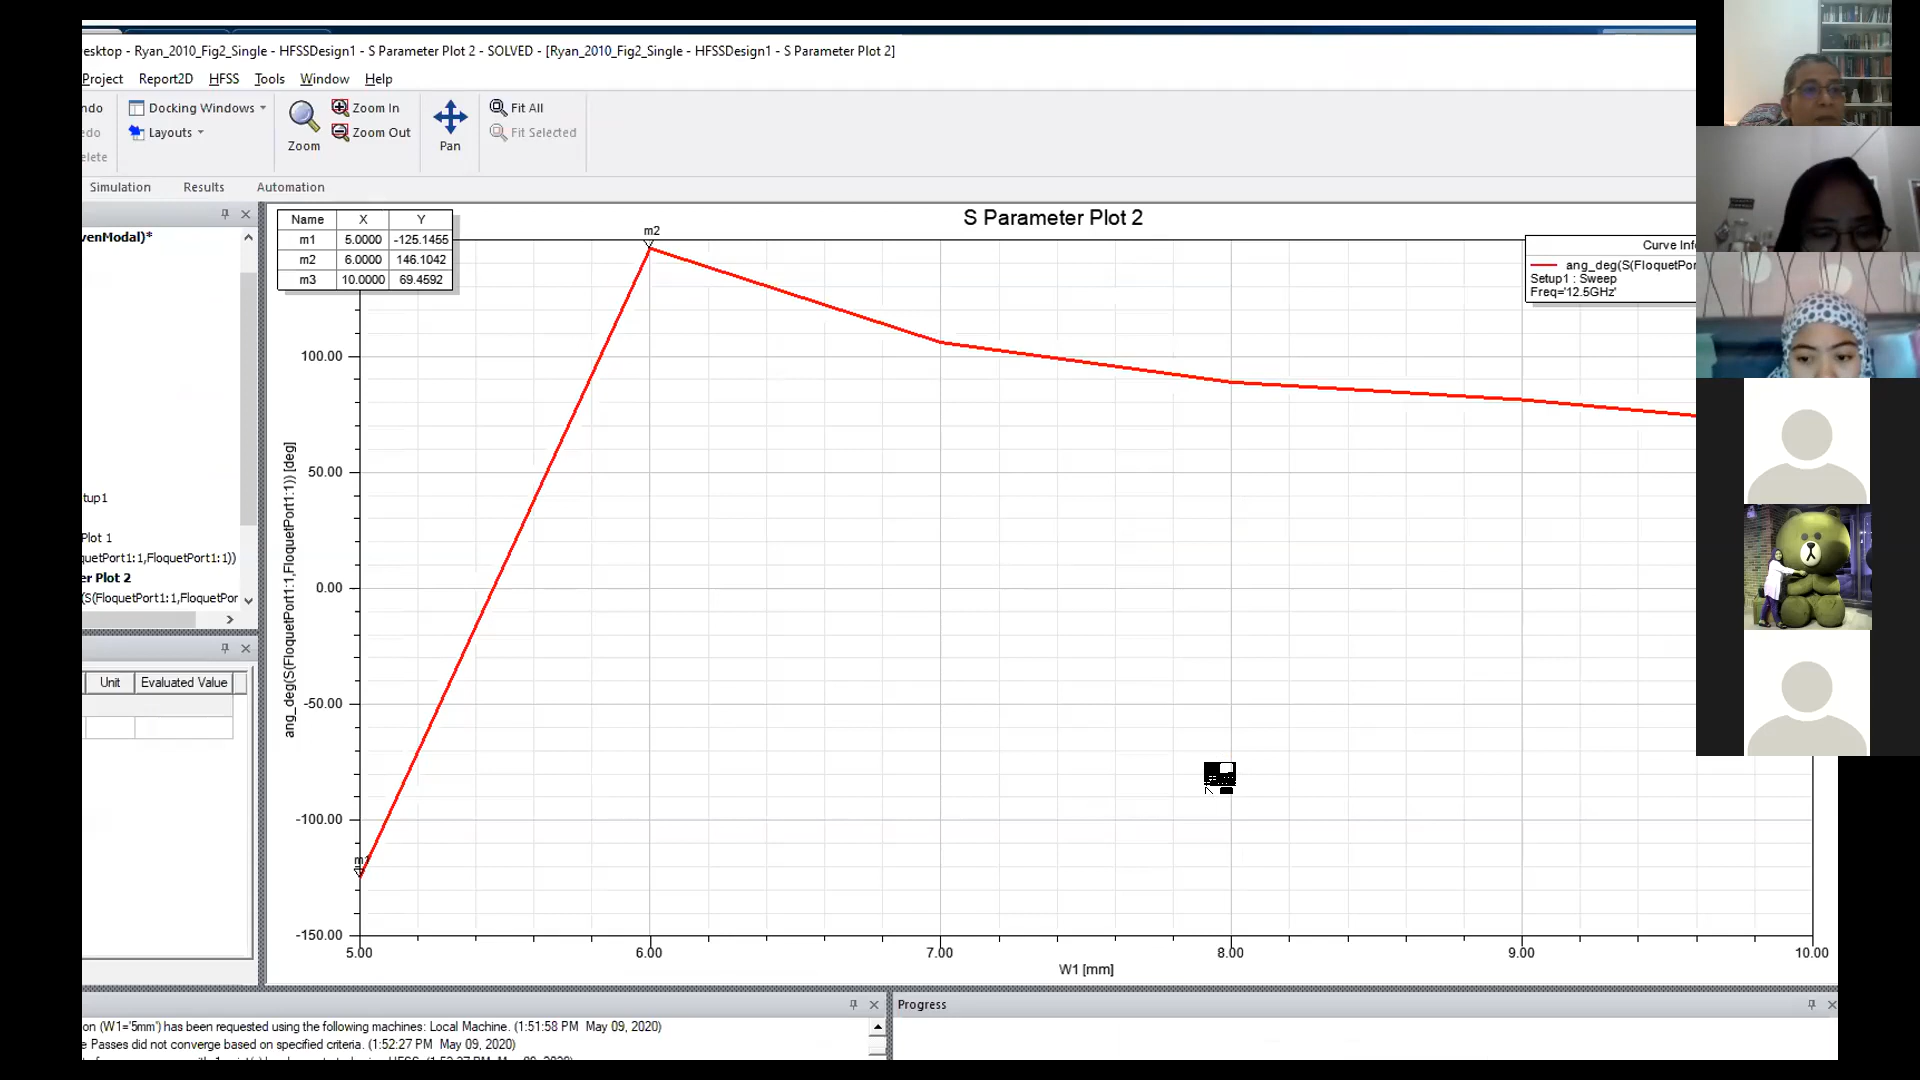 esktop - Ryan_2010_Fig2_Single - HFSSDesign1 - S Parameter Plot 2 - SOLVED - [Ryan_2010_Fig2_Single - HFSSDesign1 - S Parameter Plot 2]
Project Report2D HFSS Tools Window Help
ndo Docking Windows Zoom In Fit All
edo Layouts Zoom Out Fit Selected
elete Zoom Pan
Simulation Results Automation
venModal)*
tup1
Plot 1
quetPort1:1,FloquetPort1:1))
er Plot 2
(S(FloquetPort1:1,FloquetPor
Unit Evaluated Value
S Parameter Plot 2
Name X Y
m1 5.0000 -125.1455
m2 6.0000 146.1042
m3 10.0000 69.4592
m2
Curve Info
ang_deg(S(FloquetPor
Setup1 : Sweep
Freq='12.5GHz'
100.00
50.00
0.00
-50.00
-100.00
-150.00
ang_deg(S(FloquetPort1:1,FloquetPort1:1)) [deg]
m1
5.00 6.00 7.00 8.00 9.00 10.00
W1 [mm]
Progress
on (W1='5mm') has been requested using the following machines: Local Machine. (1:51:58 PM May 09, 2020)
e Passes did not converge based on specified criteria. (1:52:27 PM May 09, 2020)